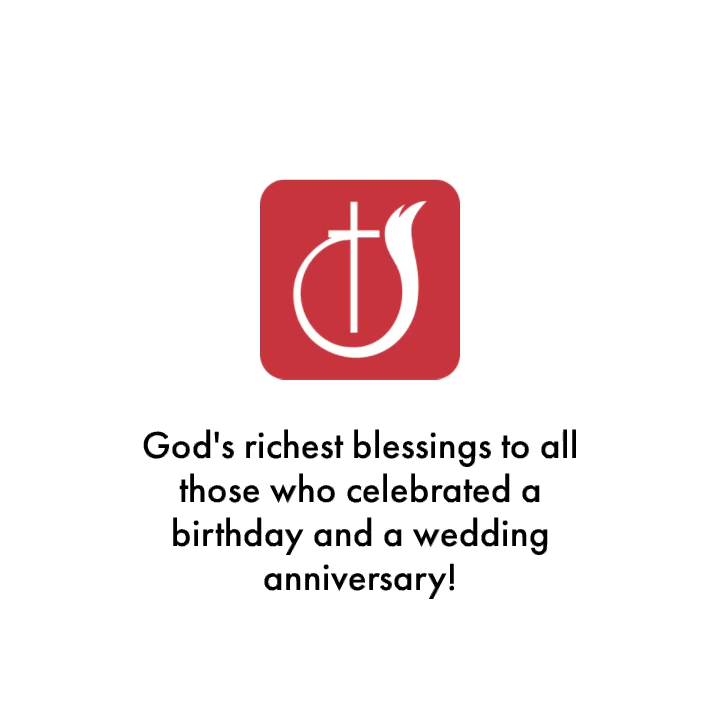 God's richest blessings to all
those who celebrated a
birthday and a wedding
anniversary!